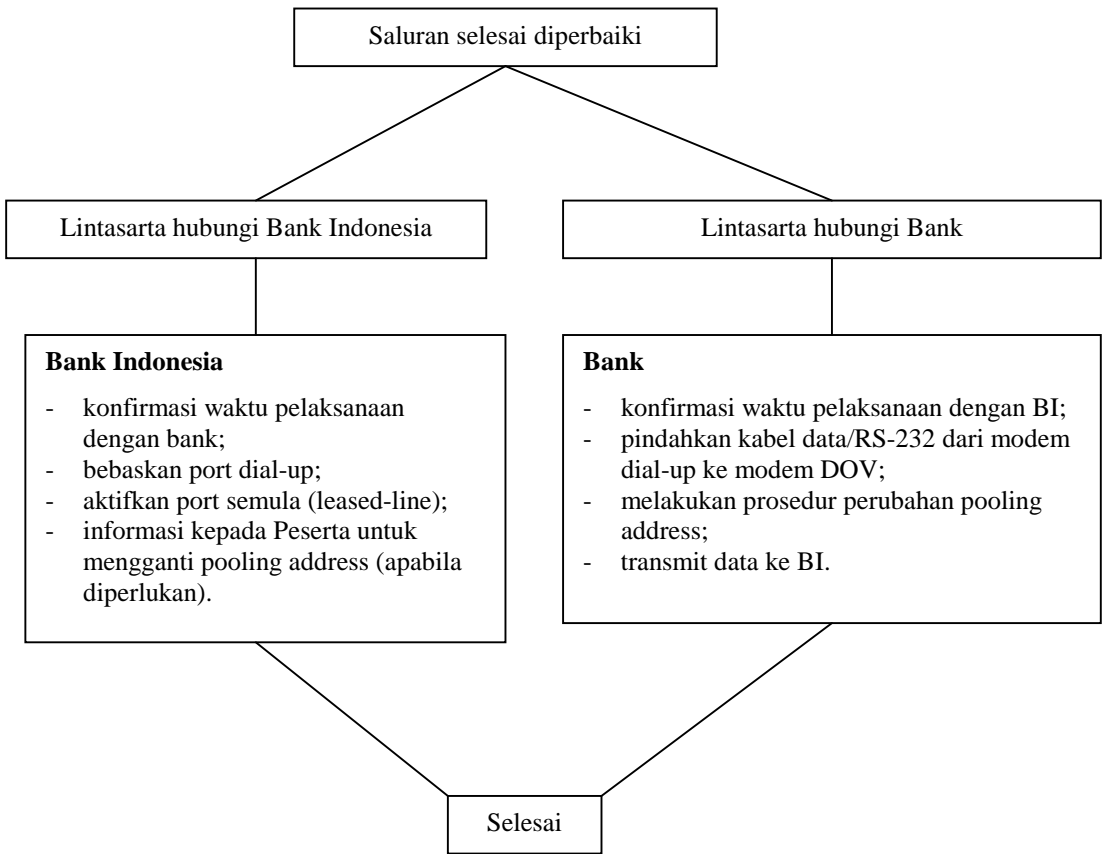 Saluran selesai diperbaiki
Lintasarta hubungi Bank Indonesia
Lintasarta hubungi Bank
Bank Indonesia
- konfirmasi waktu pelaksanaan
dengan bank;
- bebaskan port dial-up;
- aktifkan port semula (leased-line);
- informasi kepada Peserta untuk
mengganti pooling address (apabila
diperlukan).
Bank
- konfirmasi waktu pelaksanaan dengan BI;
- pindahkan kabel data/RS-232 dari modem
dial-up ke modem DOV;
- melakukan prosedur perubahan pooling
address;
- transmit data ke BI.
Selesai